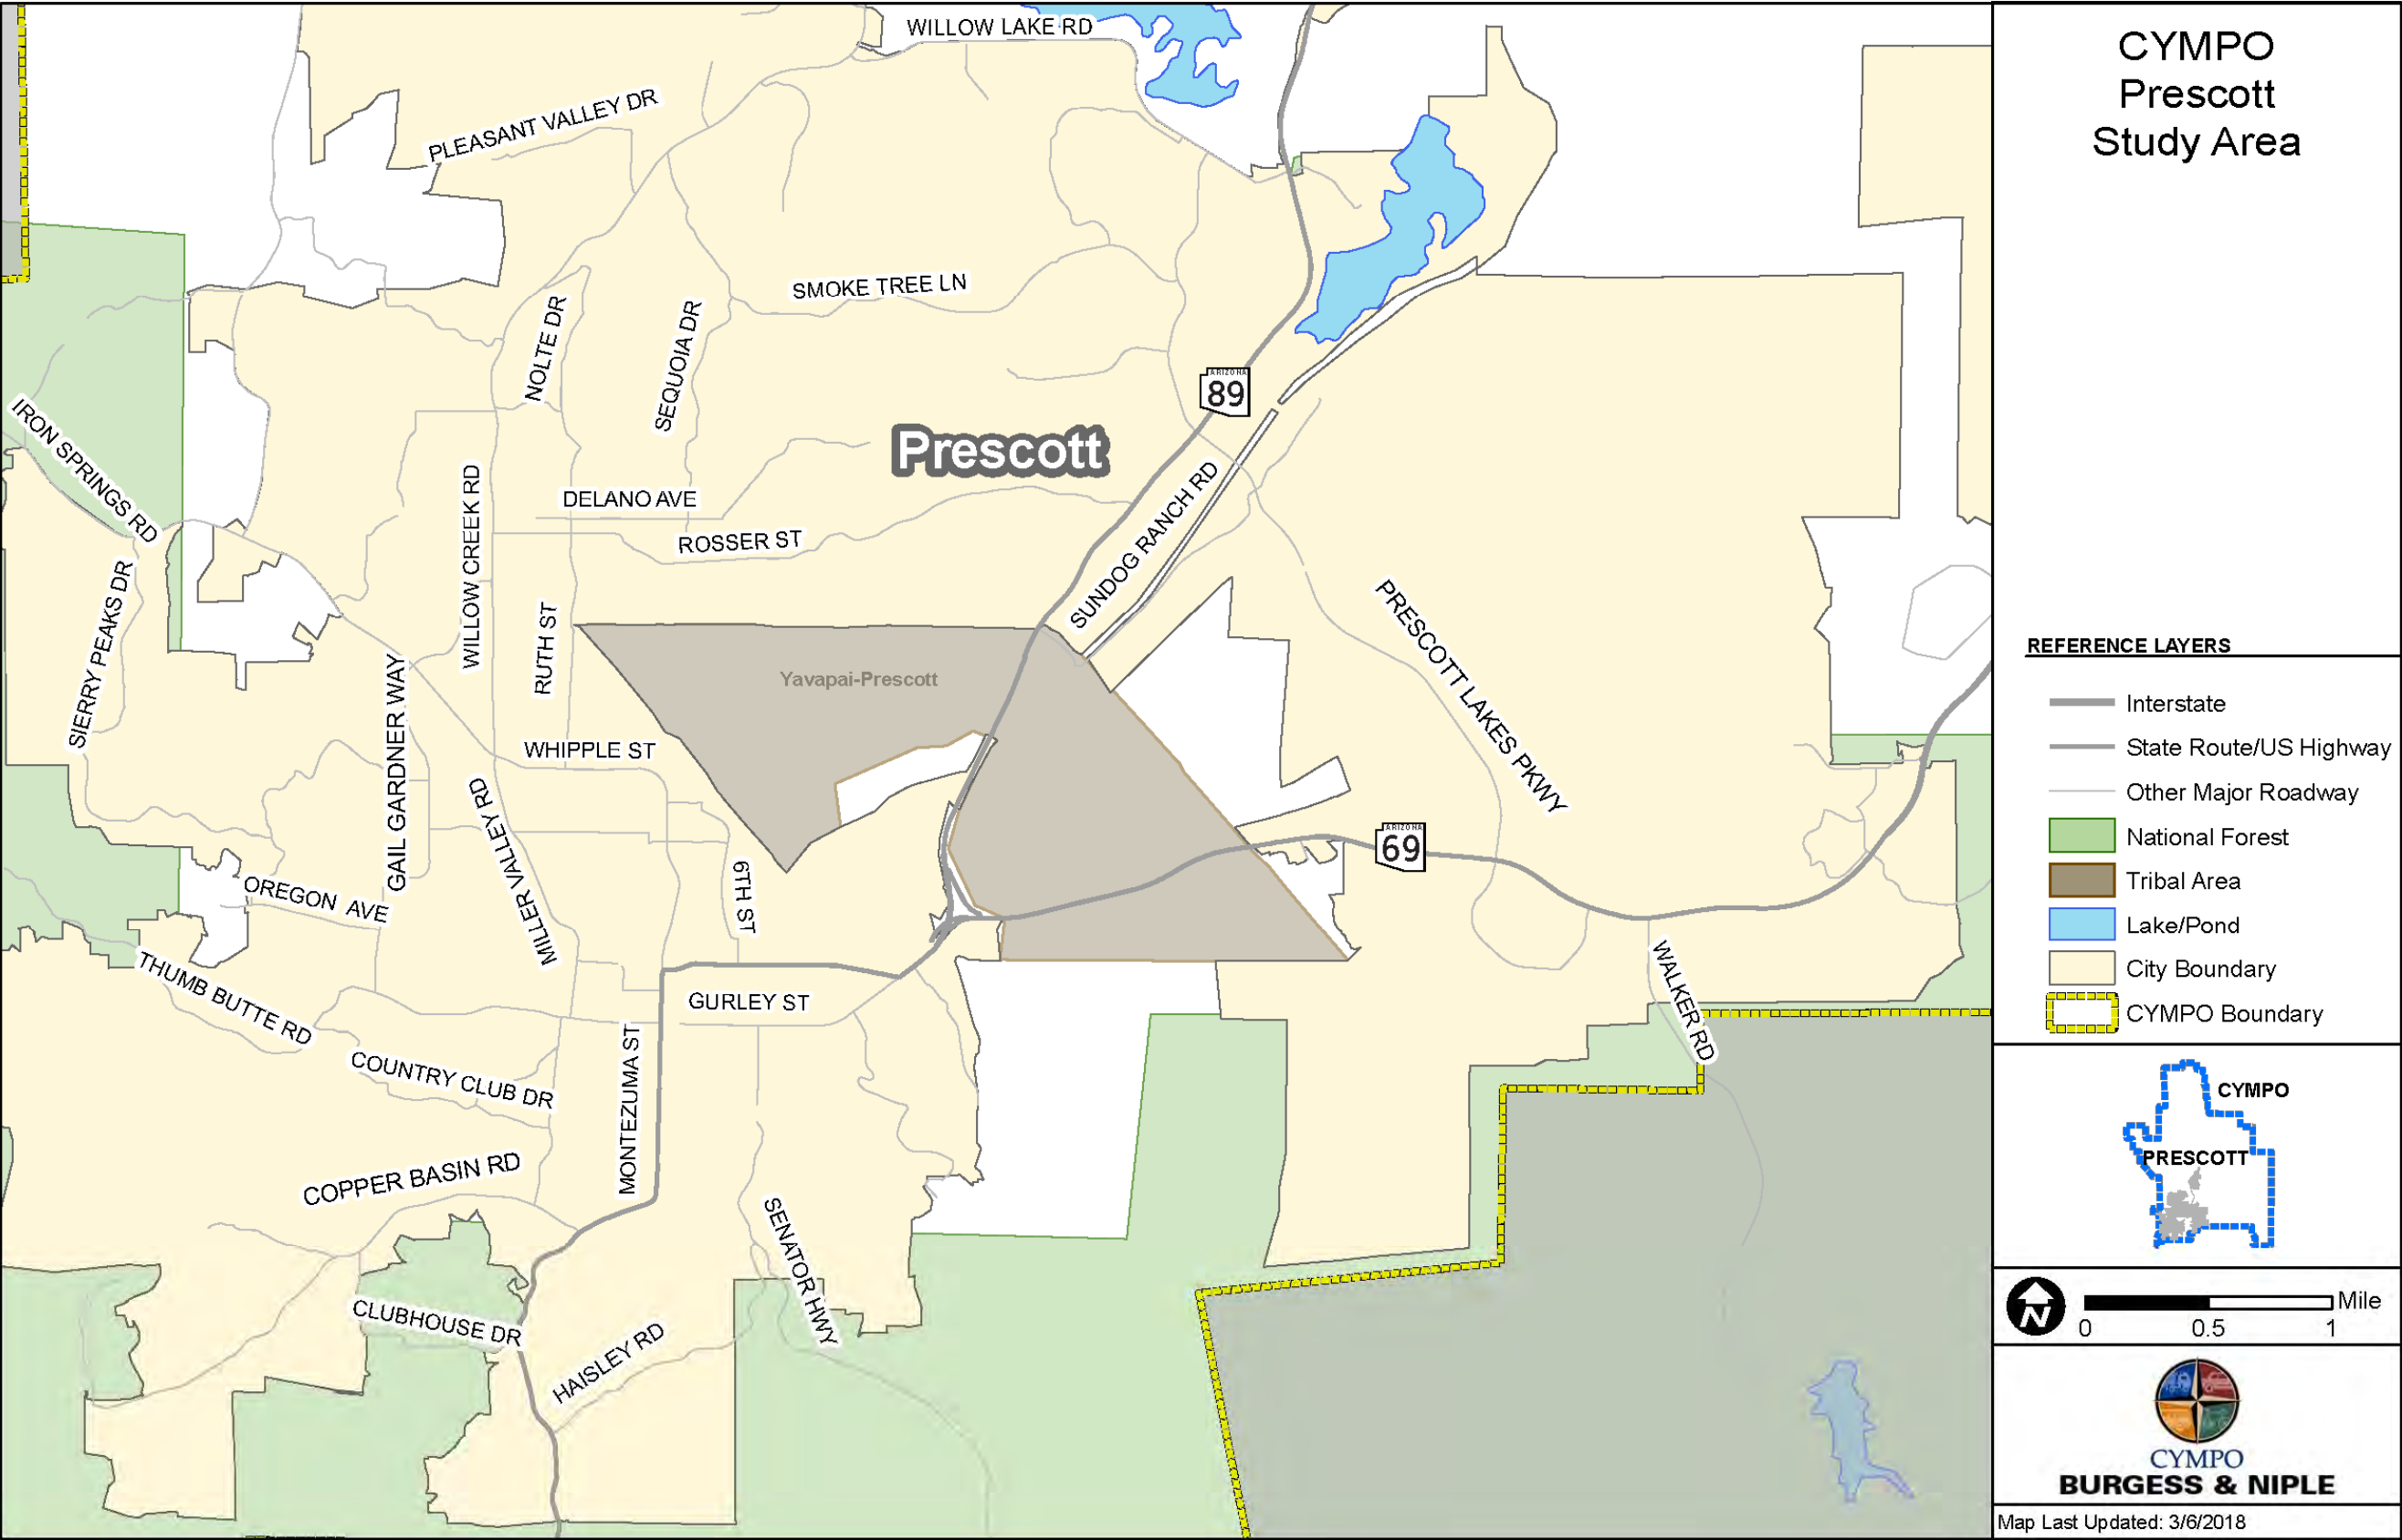 WILLOW LAKE RD
PLEASANT VALLEY DR
SMOKE TREE LN
NOLTE DR
SEQUOIA DR
ARIZONA
89
IRON SPRINGS RD
Prescott
WILLOW CREEK RD
DELANO AVE
SUNDOG RANCH RD
ROSSER ST
SIERRY PEAKS DR
RUTH ST
PRESCOTT LAKES PKWY
Yavapai-Prescott
GAIL GARDNER WAY
WHIPPLE ST
MILLER VALLEY RD
ARIZONA
69
6TH ST
OREGON AVE
THUMB BUTTE RD
WALKER RD
GURLEY ST
MONTEZUMA ST
COUNTRY CLUB DR
COPPER BASIN RD
SENATOR HWY
CLUBHOUSE DR
HAISLEY RD
CYMPO
Prescott
Study Area
REFERENCE LAYERS
Interstate
State Route/US Highway
Other Major Roadway
National Forest
Tribal Area
Lake/Pond
City Boundary
CYMPO Boundary
CYMPO
PRESCOTT
N
Mile
0 0.5 1
CYMPO
BURGESS & NIPLE
Map Last Updated: 3/6/2018